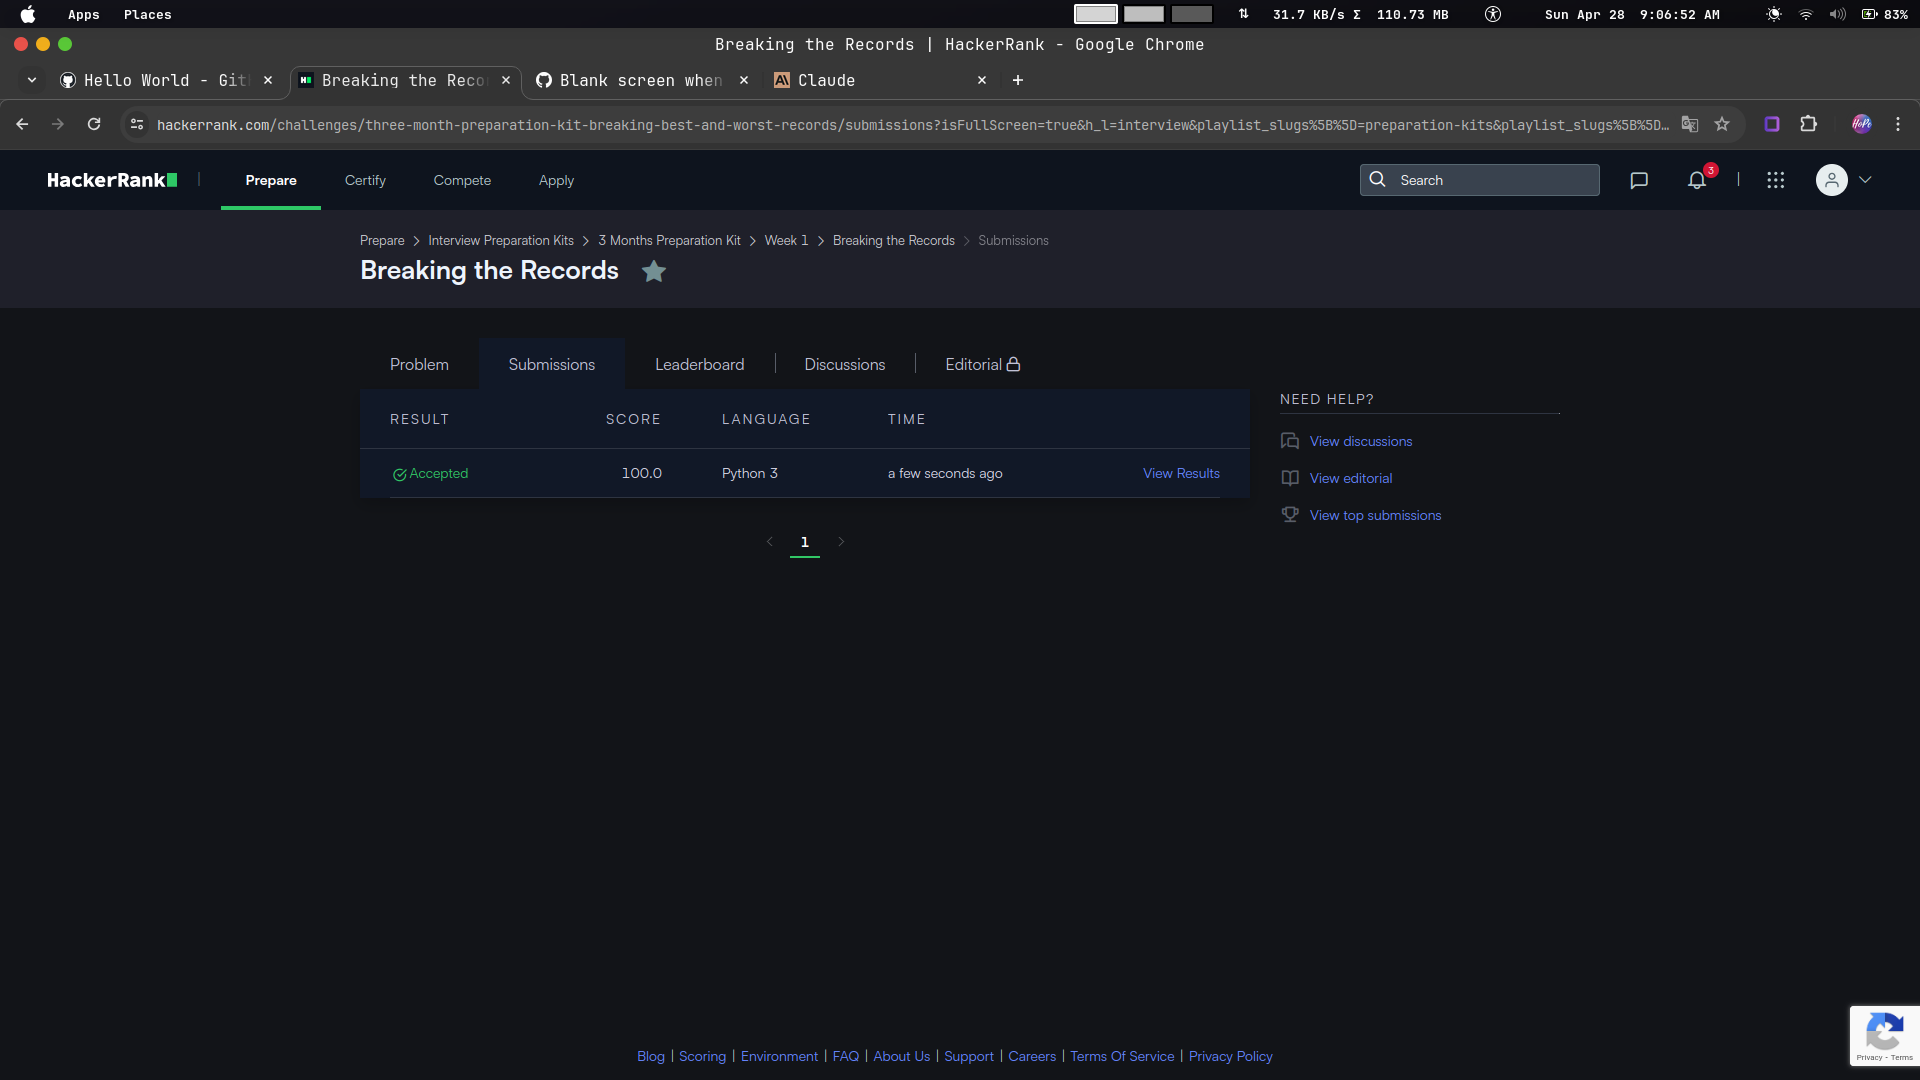 Apps Places 31.7 KB/s Σ 110.73 MB Sun Apr 28 9:06:52 AM 83%
Breaking the Records | HackerRank - Google Chrome
Hello World - Git Breaking the Reco Blank screen when Claude
hackerrank.com/challenges/three-month-preparation-kit-breaking-best-and-worst-records/submissions?isFullScreen=true&h_l=interview&playlist_slugs%5B%5D=preparation-kits&playlist_slugs%5B%5D…
HackerRank Prepare Certify Compete Apply Search 3
Prepare > Interview Preparation Kits > 3 Months Preparation Kit > Week 1 > Breaking the Records > Submissions
Breaking the Records
Problem Submissions Leaderboard Discussions Editorial
RESULT SCORE LANGUAGE TIME
Accepted 100.0 Python 3 a few seconds ago View Results
1
NEED HELP?
View discussions
View editorial
View top submissions
Blog | Scoring | Environment | FAQ | About Us | Support | Careers | Terms Of Service | Privacy Policy
Privacy - Terms